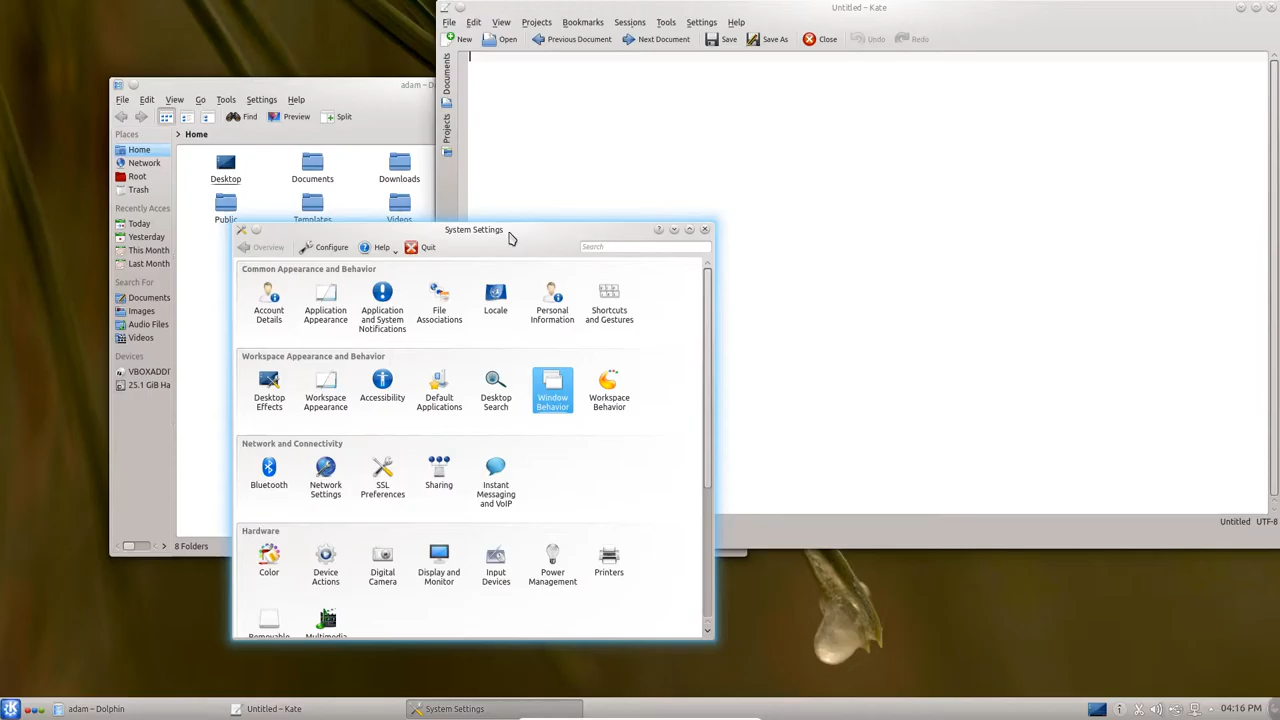 Untitled – Kate
File Edit View Projects Bookmarks Sessions Tools Settings Help
New Open Previous Document Next Document Save Save As Close Undo Redo
Documents
Projects
adam – D
File Edit View Go Tools Settings Help
Find Preview Split
Places
Home
Network
Root
Trash
Recently Acces
Today
Yesterday
This Month
Last Month
Search For
Documents
Images
Audio Files
Videos
Devices
VBOXADDI
25.1 GiB Ha
> Home
Desktop Documents Downloads
Public Templates Videos
8 Folders
Untitled UTF-8
System Settings
Overview Configure Help Quit Search
Common Appearance and Behavior
Account Details
Application Appearance
Application and System Notifications
File Associations
Locale
Personal Information
Shortcuts and Gestures
Workspace Appearance and Behavior
Desktop Effects
Workspace Appearance
Accessibility
Default Applications
Desktop Search
Window Behavior
Workspace Behavior
Network and Connectivity
Bluetooth
Network Settings
SSL Preferences
Sharing
Instant Messaging and VoIP
Hardware
Color
Device Actions
Digital Camera
Display and Monitor
Input Devices
Power Management
Printers
Removable
Multimedia
adam – Dolphin Untitled – Kate System Settings 04:16 PM